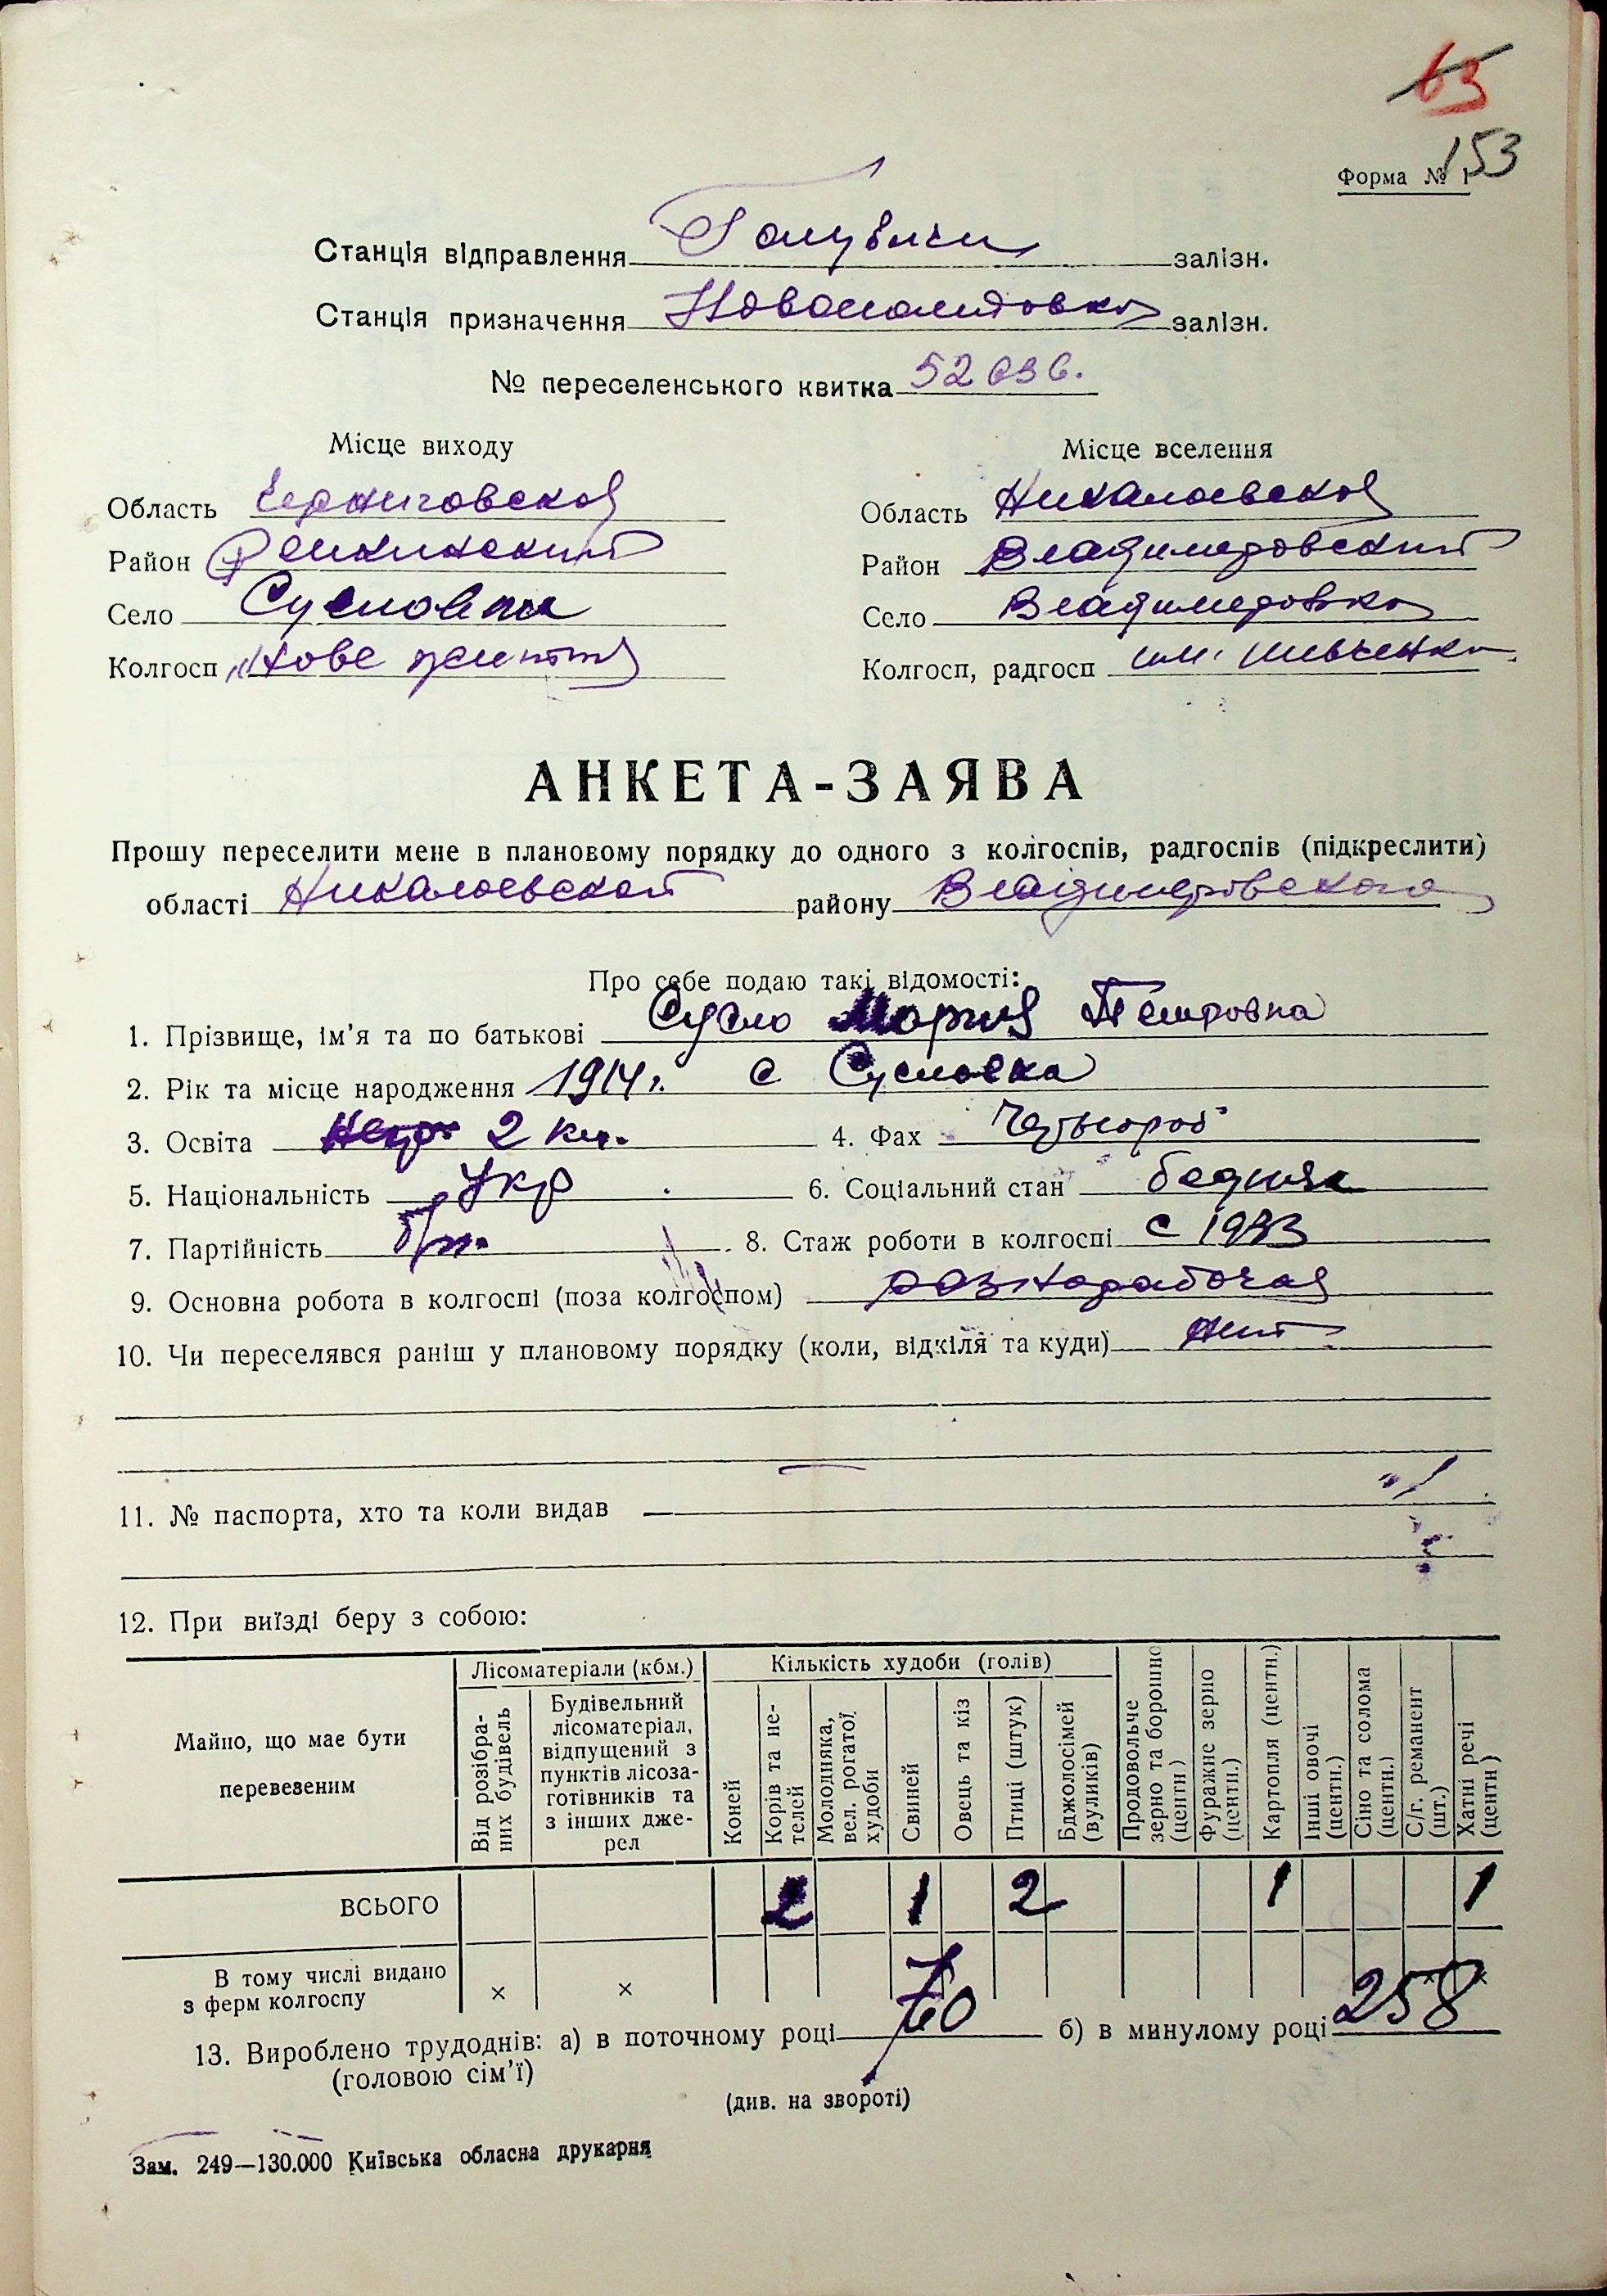 63
153
Форма № 1
Станція відправлення Голубичи залізн.
Станція призначення Новополтовка залізн.
№ переселенського квитка 52036.
Місце виходу Місце вселення
Область Черниговская Область Николаевская
Район Репкинский Район Владимировский
Село Сусловка Село Владимировка
Колгосп „Нове життя Колгосп, радгосп им. Шевченка
АНКЕТА-ЗАЯВА
Прошу переселити мене в плановому порядку до одного з колгоспів, радгоспів (підкреслити)
області Николаевской району Владимировского
Про себе подаю такі відомості:
1. Прізвище, ім’я та по батькові Сусло Мария Петровна
2. Рік та місце народження 1914 г. с Сусловка
3. Освіта 2 кл. 4. Фах
5. Національність Укр 6. Соціальний стан бедняк
7. Партійність б/п. 8. Стаж роботи в колгоспі с 1933
9. Основна робота в колгоспі (поза колгоспом) разнорабочая
10. Чи переселявся раніш у плановому порядку (коли, відкіля та куди) нет
11. № паспорта, хто та коли видав —
12. При виїзді беру з собою:
Майно, що має бути перевезеним
Лісоматеріали (кбм.)
Кількість худоби (голів)
Від розібраних будівель
Будівельний лісоматеріал, відпущений з пунктів лісозаготівників та з інших джерел
Коней
Корів та нетелей
Молодняка, вел. рогатої худоби
Свиней
Овець та кіз
Птиці (штук)
Бджолосімей (вуликів)
Продовольче зерно та борошно (центн)
Фуражне зерно (центн.)
Картопля (центн.)
Інші овочі (центн.)
Сіно та солома (центн.)
С/г. реманент (шт.)
Хатні речі (центн)
ВСЬОГО 2 1 2 1 1
В тому числі видано з ферм колгоспу × × × ×
13. Вироблено трудоднів: а) в поточному році 760 б) в минулому році 258
(головою сім’ї)
(див. на звороті)
Зам. 249—130.000 Київська обласна друкарня